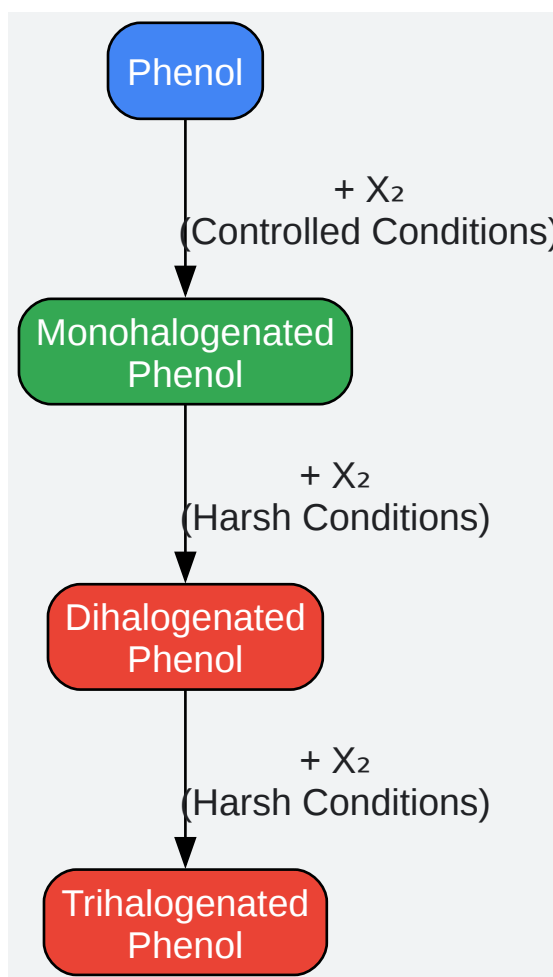 Phenol
+ X₂
(Controlled Conditions)
Monohalogenated
Phenol
+ X₂
(Harsh Conditions)
Dihalogenated
Phenol
+ X₂
(Harsh Conditions)
Trihalogenated
Phenol